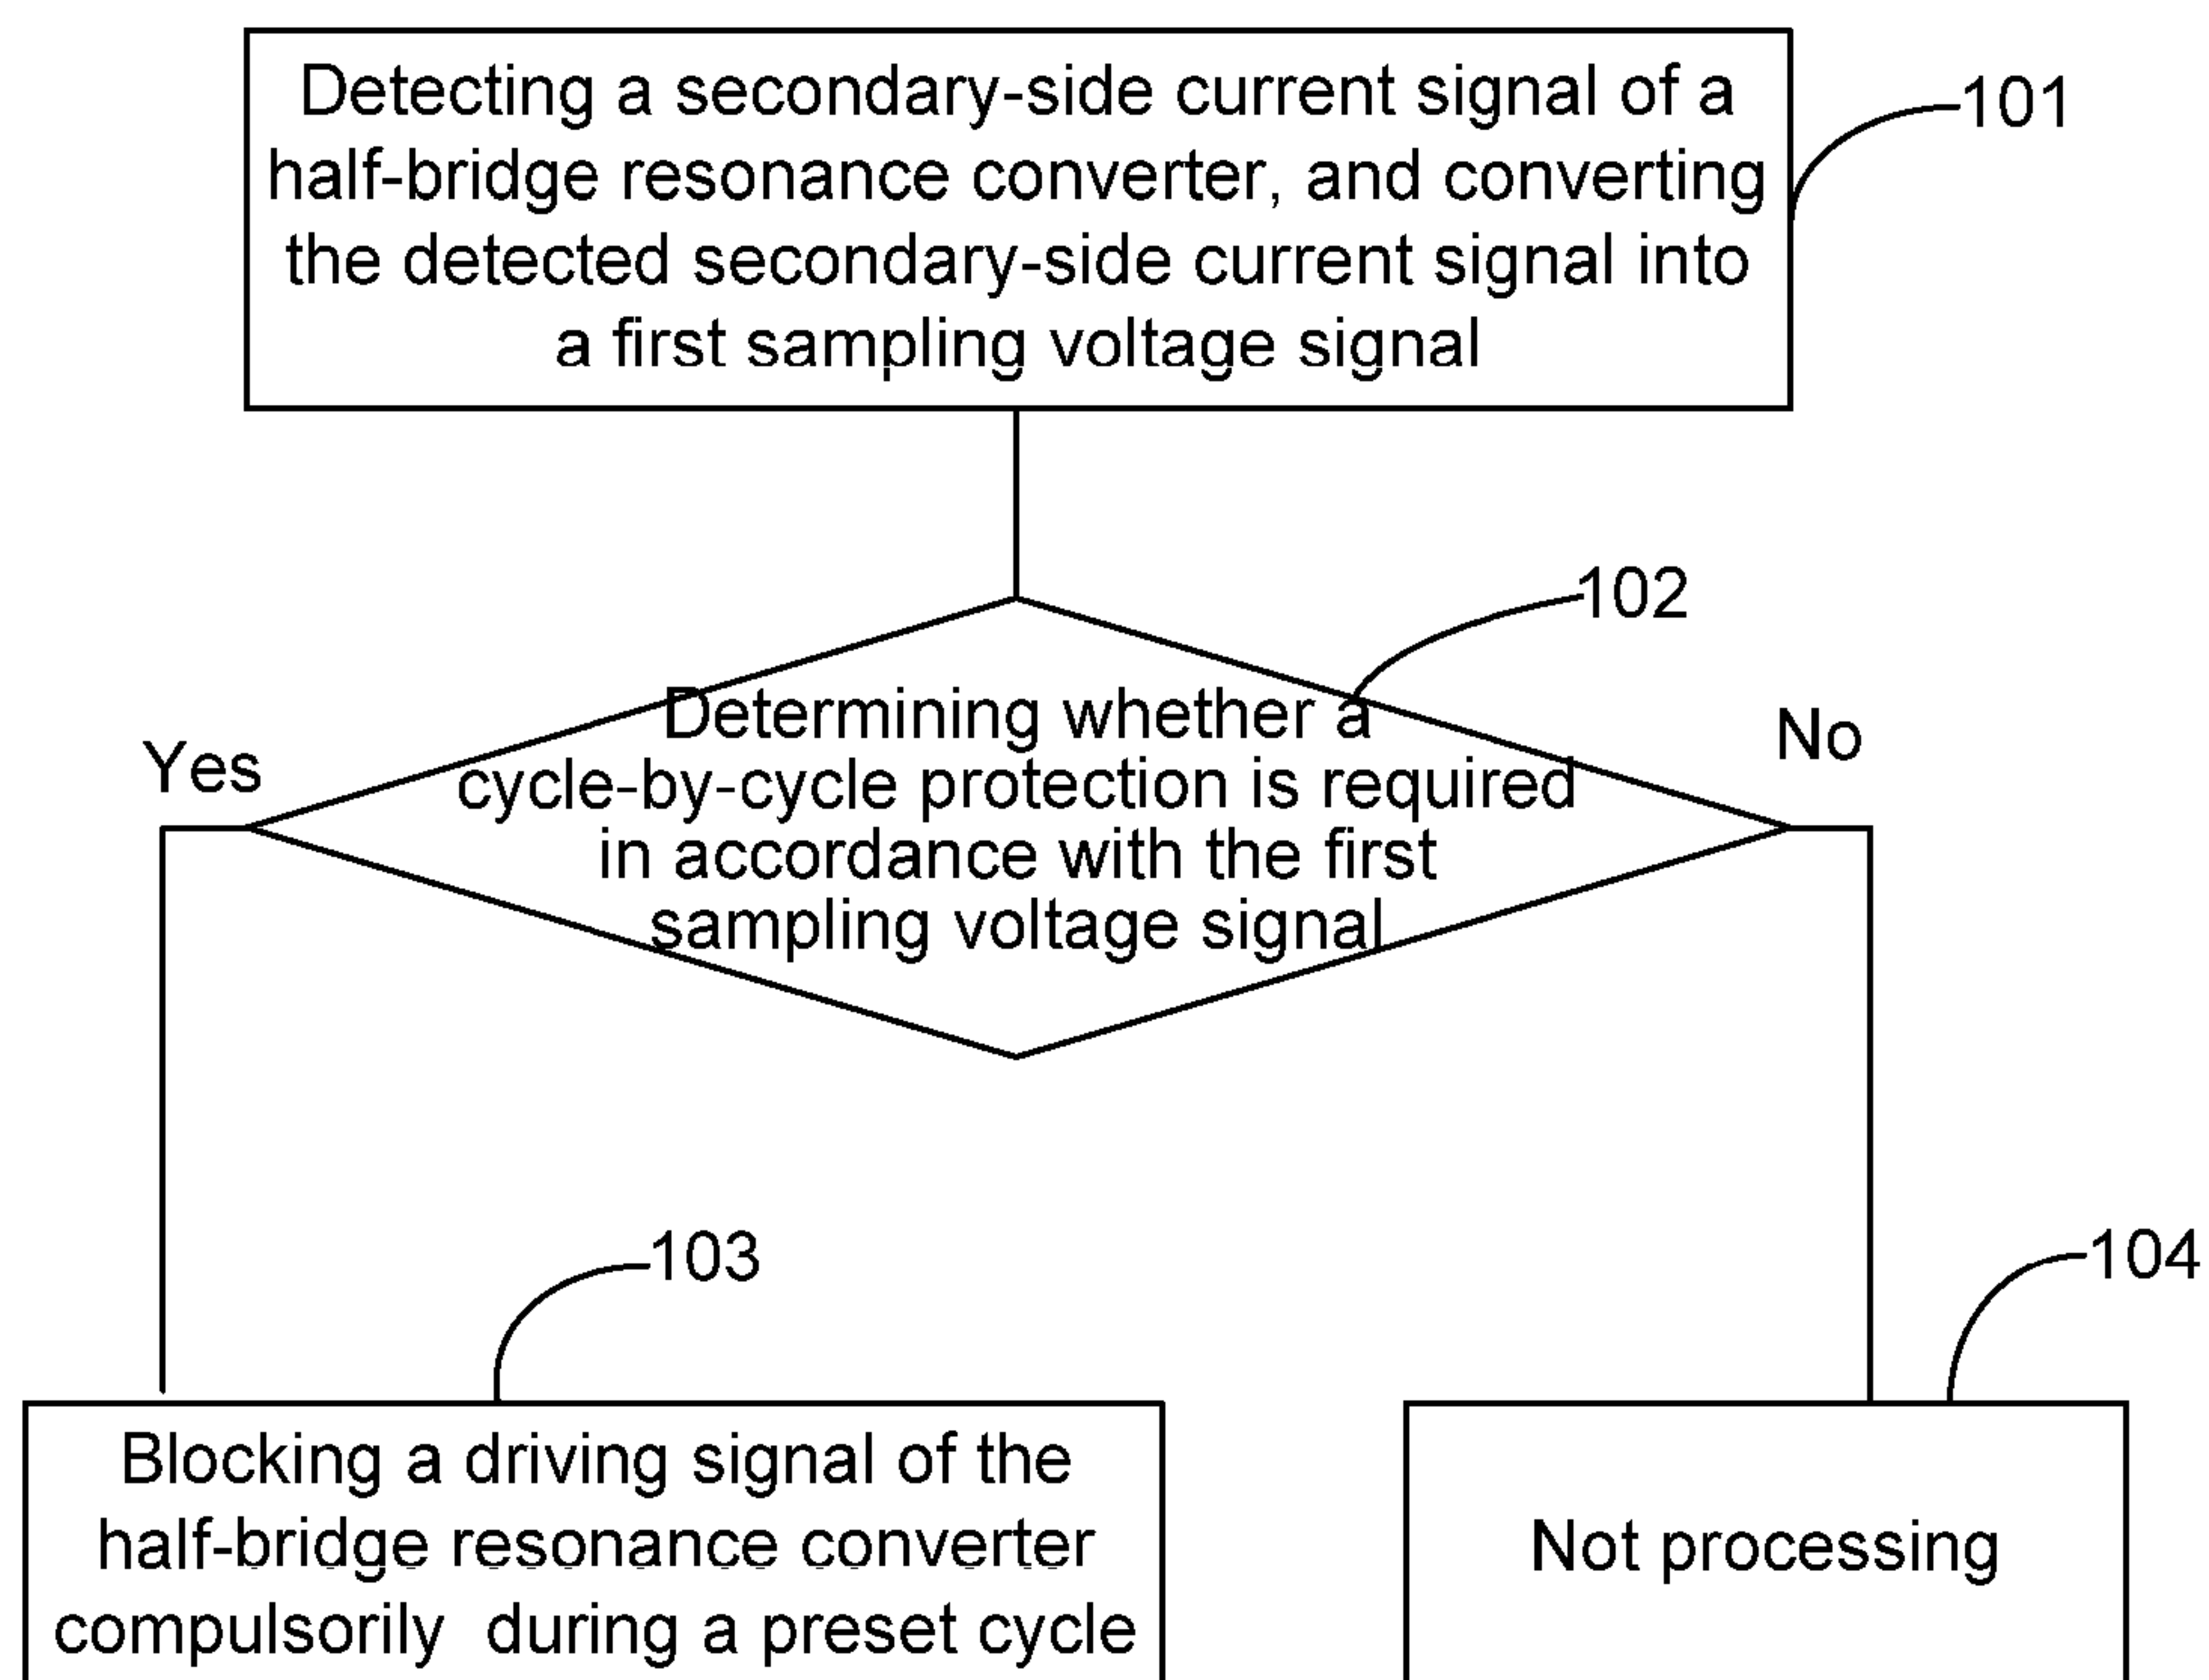 Detecting a secondary-side current signal of a
half-bridge resonance converter, and converting
the detected secondary-side current signal into
a first sampling voltage signal
101
102
Determining whether a
cycle-by-cycle protection is required
in accordance with the first
sampling voltage signal
Yes
No
103
104
Blocking a driving signal of the
half-bridge resonance converter
compulsorily during a preset cycle
Not processing